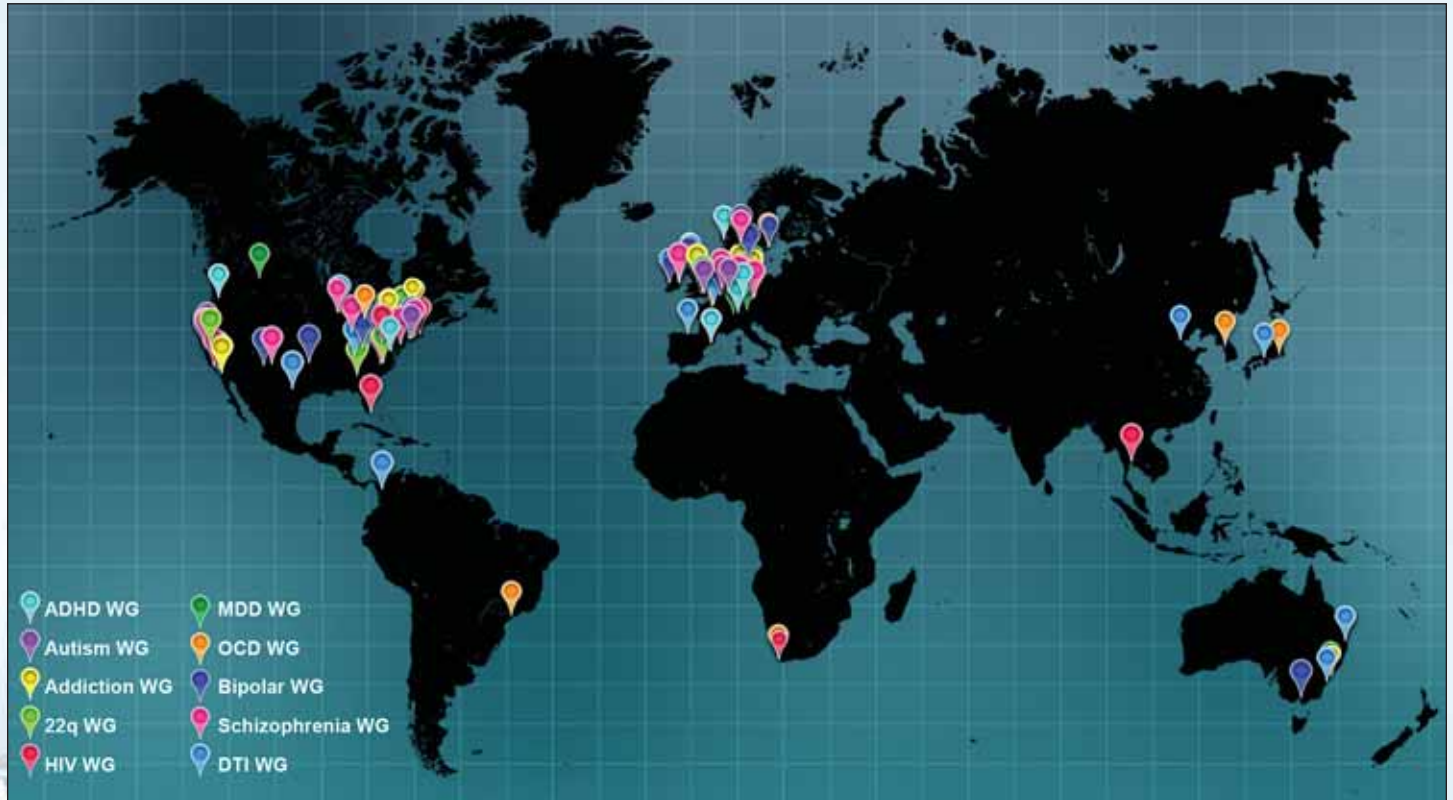 ADHD WG
Autism WG
Addiction WG
22q WG
HIV WG
MDD WG
OCD WG
Bipolar WG
Schizophrenia WG
DTI WG